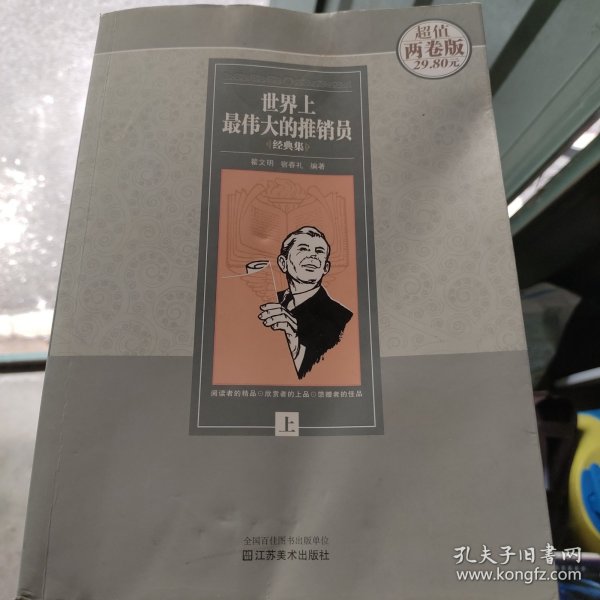 超值
两卷版
29.80元
世界上
最伟大的推销员
经典集
翟文明 宿春礼 编著
阅读者的精品⊙欣赏者的上品⊙馈赠者的佳品
上
全国百佳图书出版单位
江苏美术出版社
孔夫子旧书网
www.kongfz.com